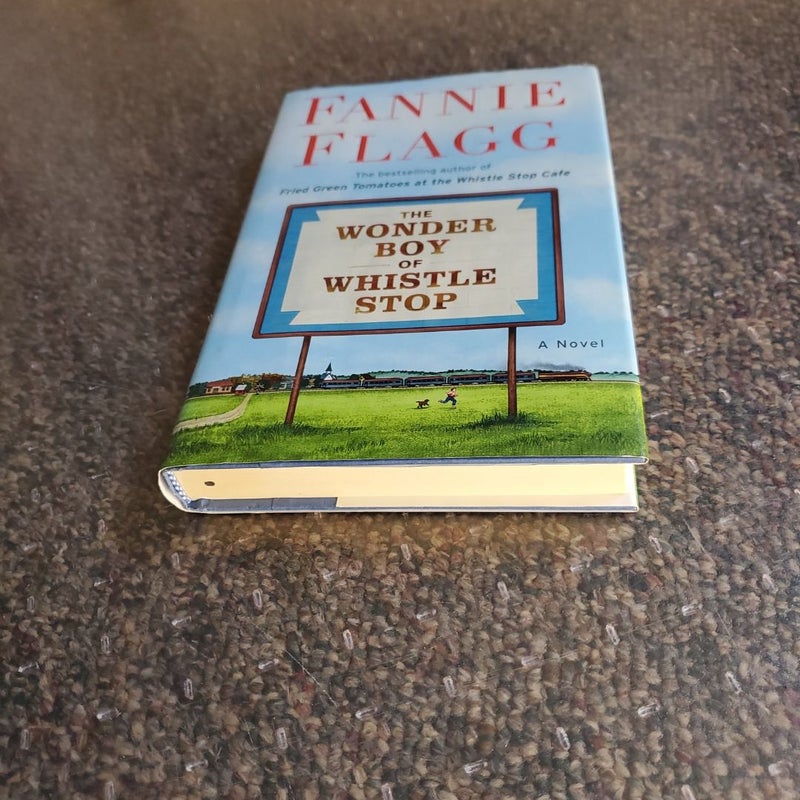 FANNIE
FLAGG
The bestselling author of
Fried Green Tomatoes at the Whistle Stop Cafe
THE
WONDER
BOY
OF
WHISTLE
STOP
A Novel